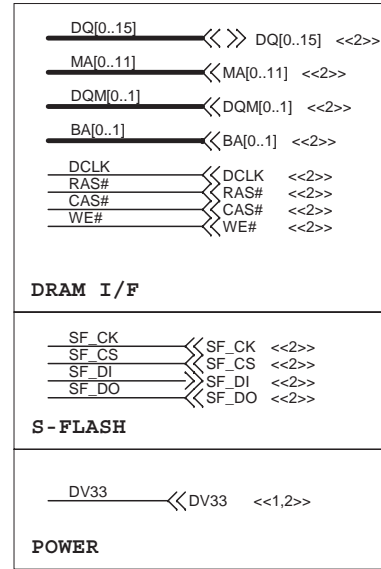 DQ[0..15] DQ[0..15] <<2>>
MA[0..11] MA[0..11] <<2>>
DQM[0..1] DQM[0..1] <<2>>
BA[0..1] BA[0..1] <<2>>
DCLK DCLK <<2>>
RAS# RAS# <<2>>
CAS# CAS# <<2>>
WE# WE# <<2>>
DRAM I/F
SF_CK SF_CK <<2>>
SF_CS SF_CS <<2>>
SF_DI SF_DI <<2>>
SF_DO SF_DO <<2>>
S-FLASH
DV33 DV33 <<1,2>>
POWER